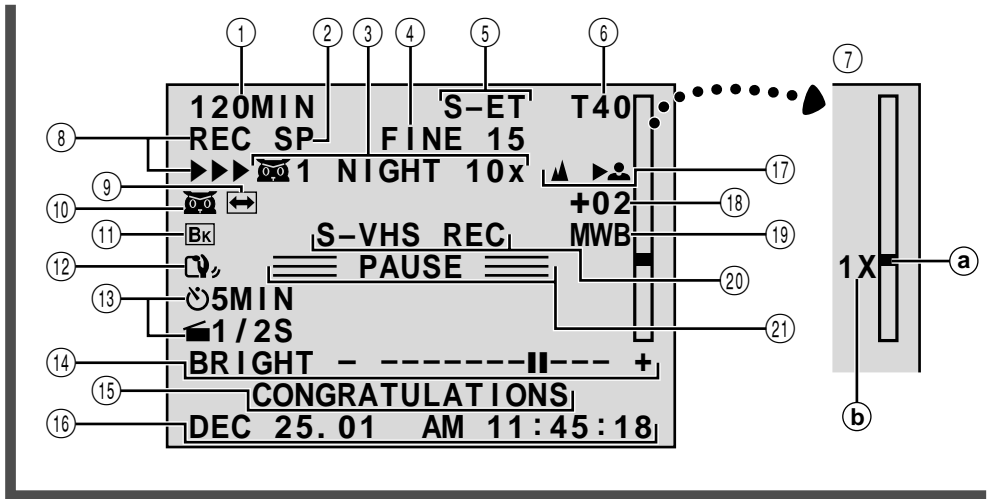 ① ② ③ ④ ⑤ ⑥ ⑦
120MIN S–ET T40
⑧ REC SP FINE 15
1 NIGHT 10x ⑰
⑨
⑩ +02 ⑱
⑪ BK S–VHS REC MWB ⑲
⑫ PAUSE ⑳
1X ⓐ
⑬ 5MIN ㉑
1/2S
⑭ BRIGHT – -------▮▮--- +
ⓑ
⑮ CONGRATULATIONS
⑯ DEC 25.01 AM 11:45:18